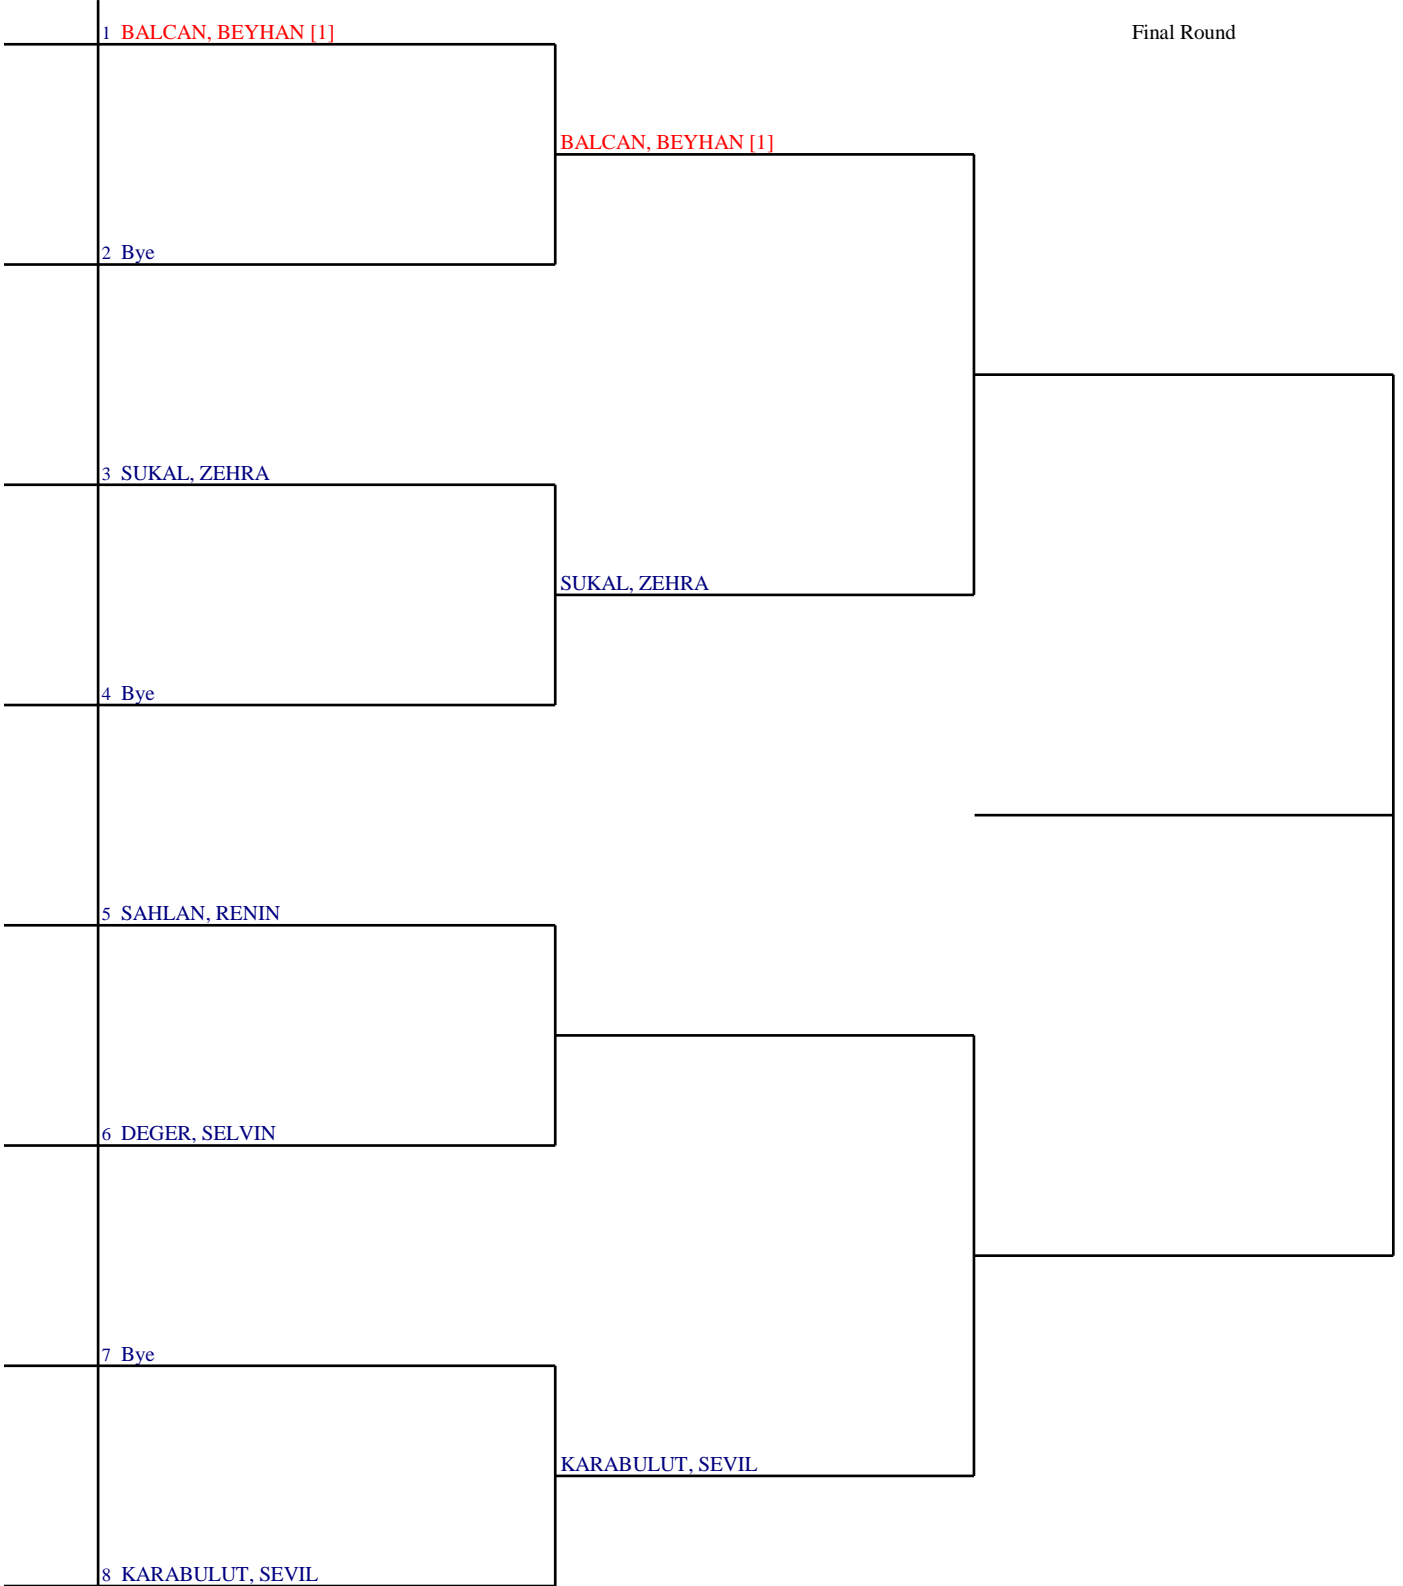 1 BALCAN, BEYHAN [1]
Final Round
BALCAN, BEYHAN [1]
2 Bye
3 SUKAL, ZEHRA
SUKAL, ZEHRA
4 Bye
5 SAHLAN, RENIN
6 DEGER, SELVIN
7 Bye
KARABULUT, SEVIL
8 KARABULUT, SEVIL